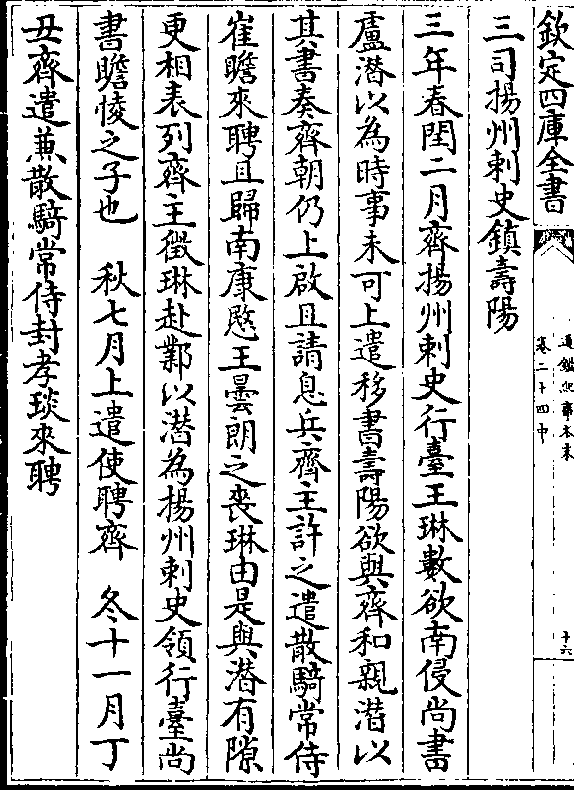 欽定四庫全書
通鑑紀事本末
卷二十四中
十六
三司揚州刺史鎮壽陽
三年春閏二月齊揚州刺史行臺王琳數欲南侵尚書
盧潛以為時事未可上遣移書壽陽欲與齊和親潛以
其書奏齊朝仍上啟且請息兵齊主許之遣散騎常侍
崔瞻來聘且歸南康愍王曇朗之喪琳由是與潛有隙
更相表列齊主徵琳赴鄴以潛為揚州刺史領行臺尚
書瞻㥄之子也 秋七月上遣使聘齊 冬十一月丁
丑齊遣兼散騎常侍封孝琰來聘